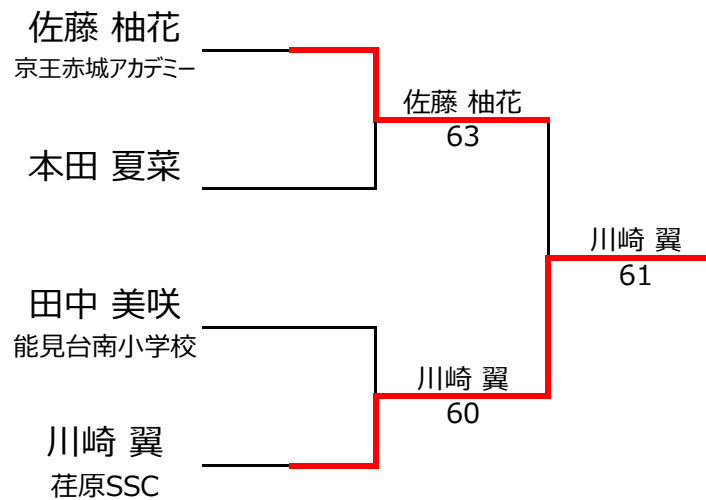 佐藤 柚花
京王赤城アカデミー
本田 夏菜
田中 美咲
能見台南小学校
川崎 翼
荏原SSC
佐藤 柚花
63
川崎 翼
60
川崎 翼
61